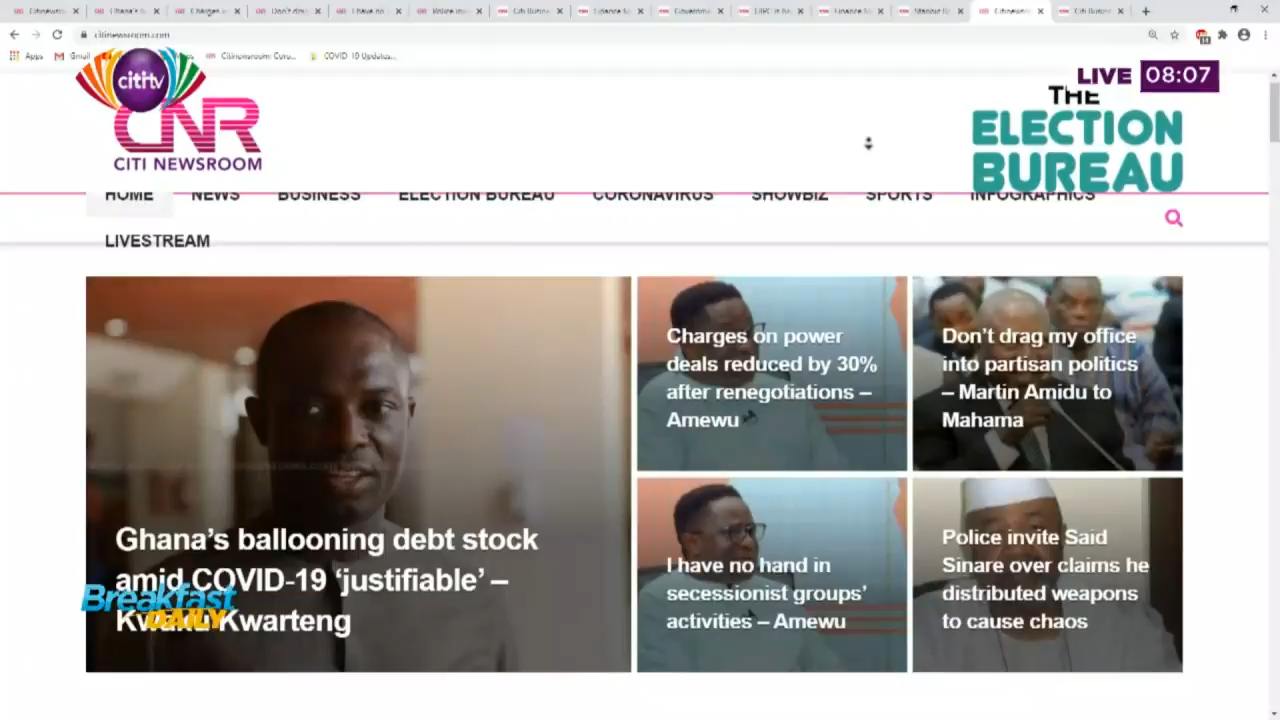 citinewsroom.com
Apps
Gmail
Citinewsroom: Curr...
COVID-19 Updates...
LIVE 08:07
cititv
CNR
CITI NEWSROOM
THE
ELECTION
BUREAU
HOME NEWS BUSINESS ELECTION BUREAU CORONAVIRUS SHOWBIZ SPORTS INFOGRAPHICS
LIVESTREAM
Ghana’s ballooning debt stock
amid COVID-19 ‘justifiable’ –
Kwaku Kwarteng
Breakfast
DAILY
Charges on power
deals reduced by 30%
after renegotiations –
Amewu
Don’t drag my office
into partisan politics
– Martin Amidu to
Mahama
I have no hand in
secessionist groups’
activities – Amewu
Police invite Said
Sinare over claims he
distributed weapons
to cause chaos